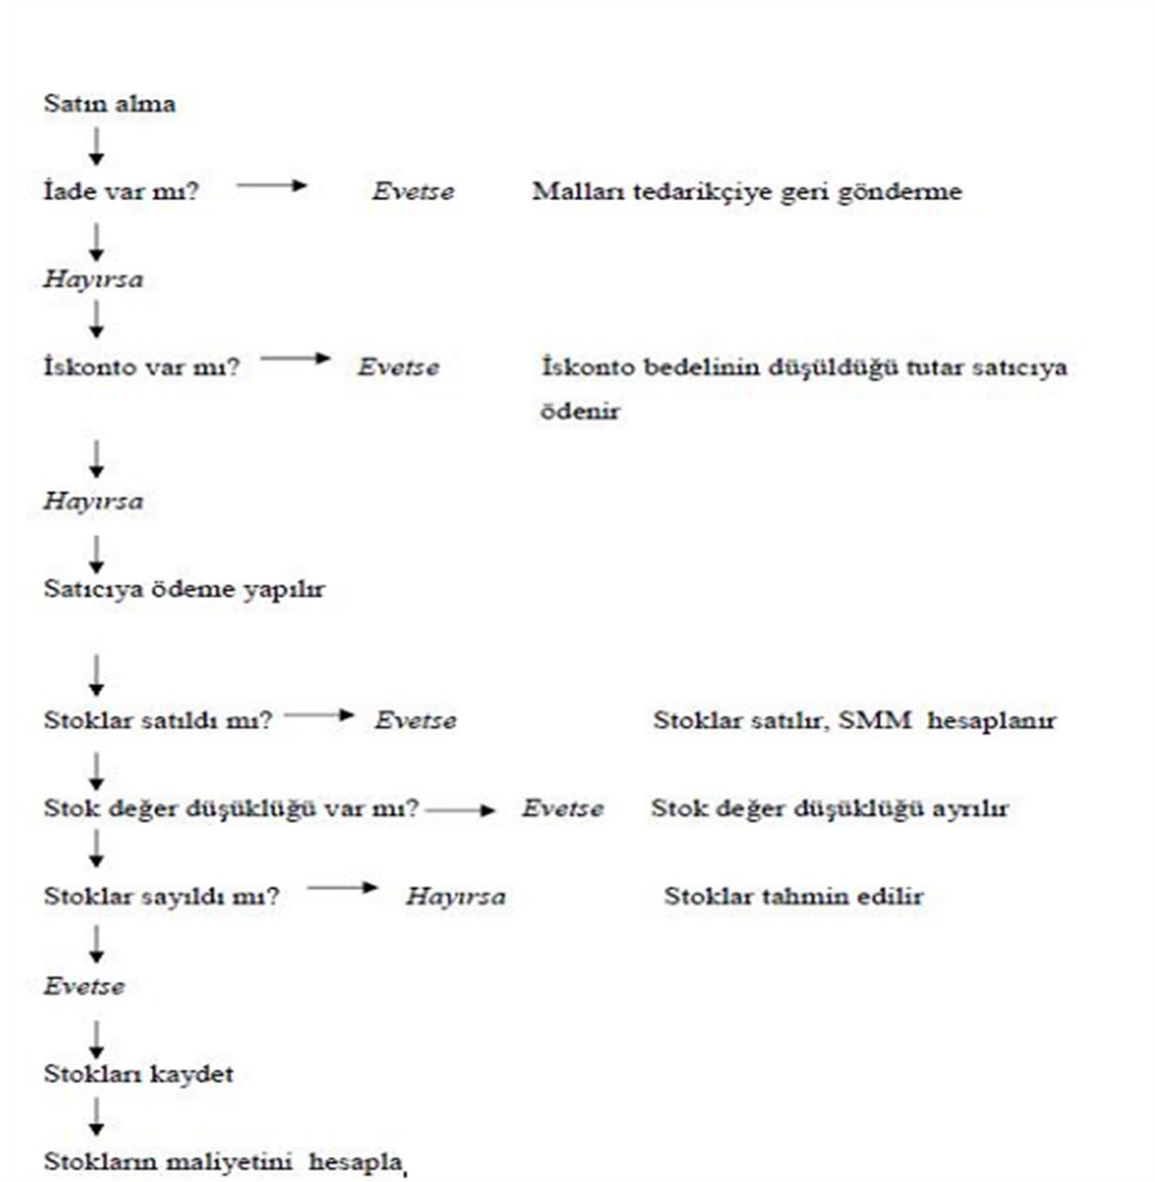 Satın alma
İade var mı? Evetse Malları tedarikçiye geri gönderme
Hayırsa
İskonto var mı? Evetse İskonto bedelinin düşüldüğü tutar satıcıya
ödenir
Hayırsa
Satıcıya ödeme yapılır
Stoklar satıldı mı? Evetse Stoklar satılır, SMM hesaplanır
Stok değer düşüklüğü var mı? Evetse Stok değer düşüklüğü ayrılır
Stoklar sayıldı mı? Hayırsa Stoklar tahmin edilir
Evetse
Stokları kaydet
Stokların maliyetini hesapla,